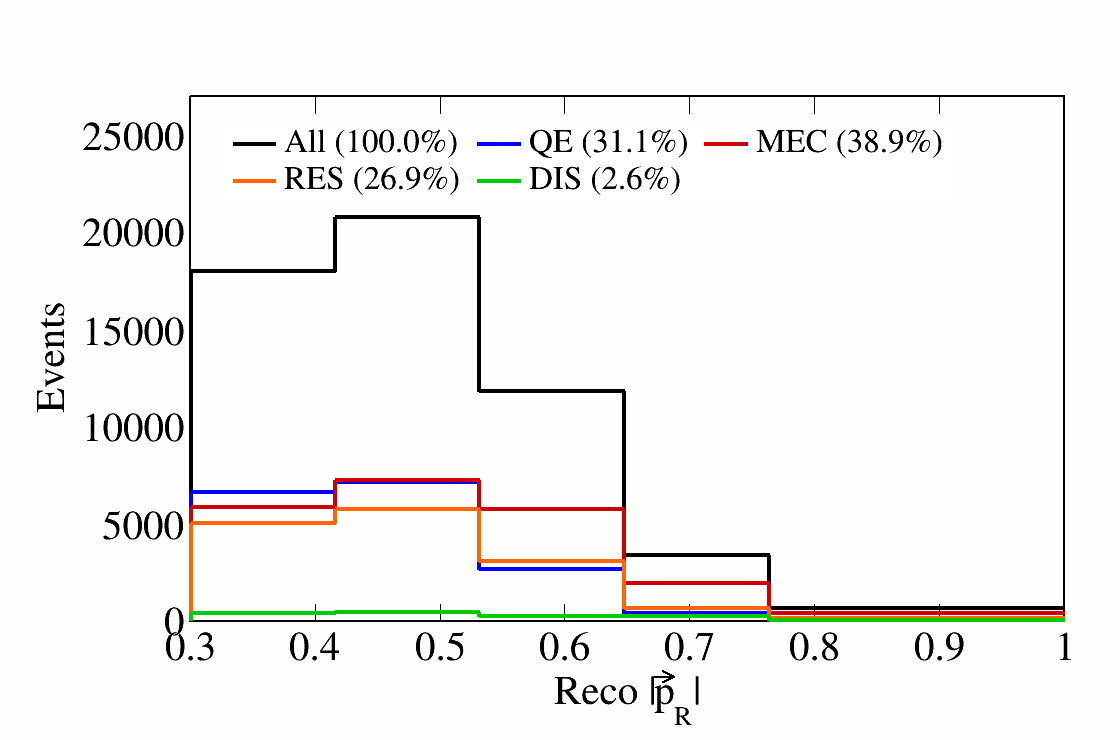 25000
20000
15000
10000
5000
0
Events
All (100.0%) QE (31.1%) MEC (38.9%)
RES (26.9%) DIS (2.6%)
0.3 0.4 0.5 0.6 0.7 0.8 0.9 1
Reco |p⃗_R|